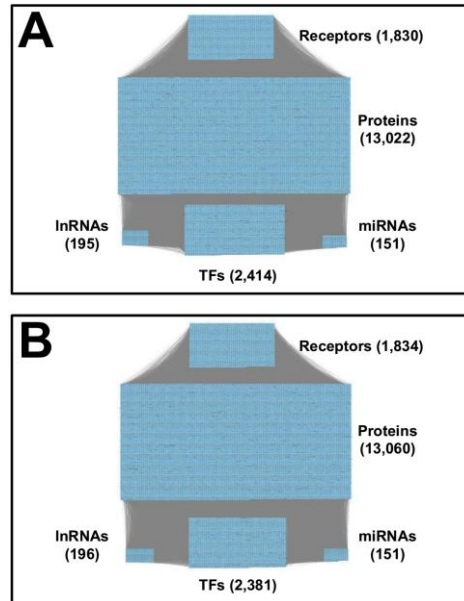 A
Receptors (1,830)
Proteins
(13,022)
lnRNAs
(195)
miRNAs
(151)
TFs (2,414)
B
Receptors (1,834)
Proteins
(13,060)
lnRNAs
(196)
miRNAs
(151)
TFs (2,381)